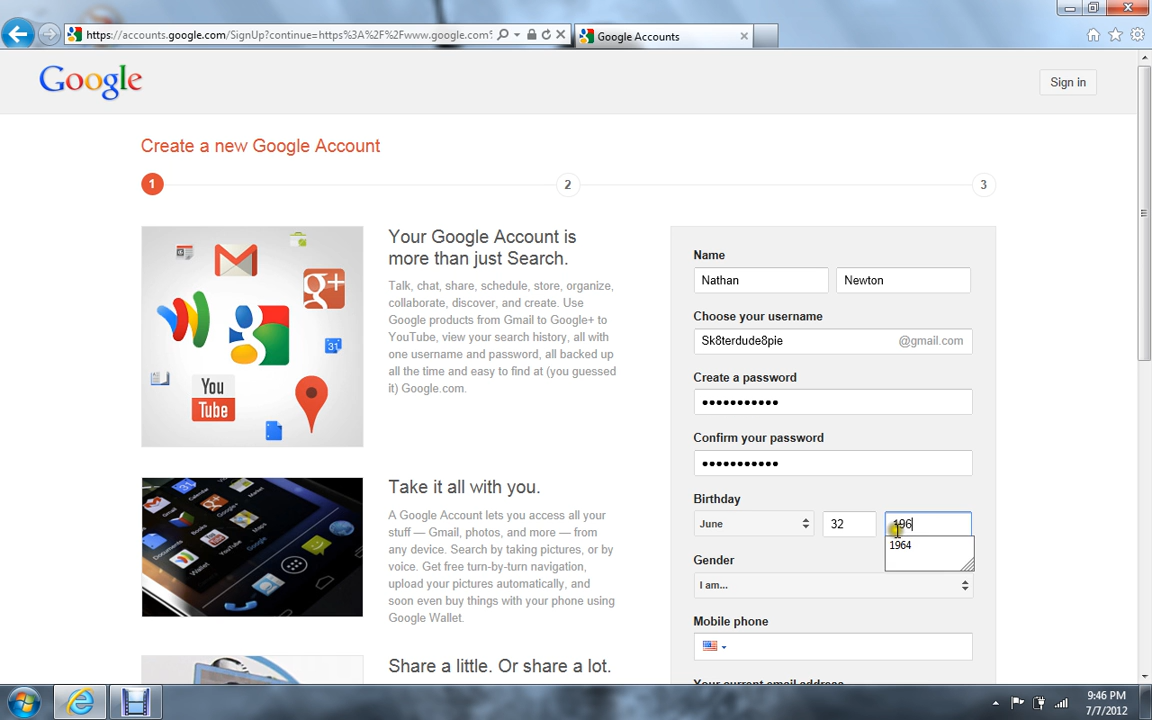 https://accounts.google.com/SignUp?continue=https%3A%2F%2Fwww.google.com%
Google Accounts
Google
Sign in
Create a new Google Account
1
2
3
Your Google Account is
more than just Search.
Talk, chat, share, schedule, store, organize,
collaborate, discover, and create. Use
Google products from Gmail to Google+ to
YouTube, view your search history, all with
one username and password, all backed up
all the time and easy to find at (you guessed
it) Google.com.
g+
g
31
You
Tube
Take it all with you.
A Google Account lets you access all your
stuff — Gmail, photos, and more — from
any device. Search by taking pictures, or by
voice. Get free turn-by-turn navigation,
upload your pictures automatically, and
soon even buy things with your phone using
Google Wallet.
Share a little. Or share a lot.
Name
Nathan
Newton
Choose your username
Sk8terdude8pie
@gmail.com
Create a password
Confirm your password
Birthday
June
32
196
1964
Gender
I am...
Mobile phone
Your current email address
9:46 PM
7/7/2012